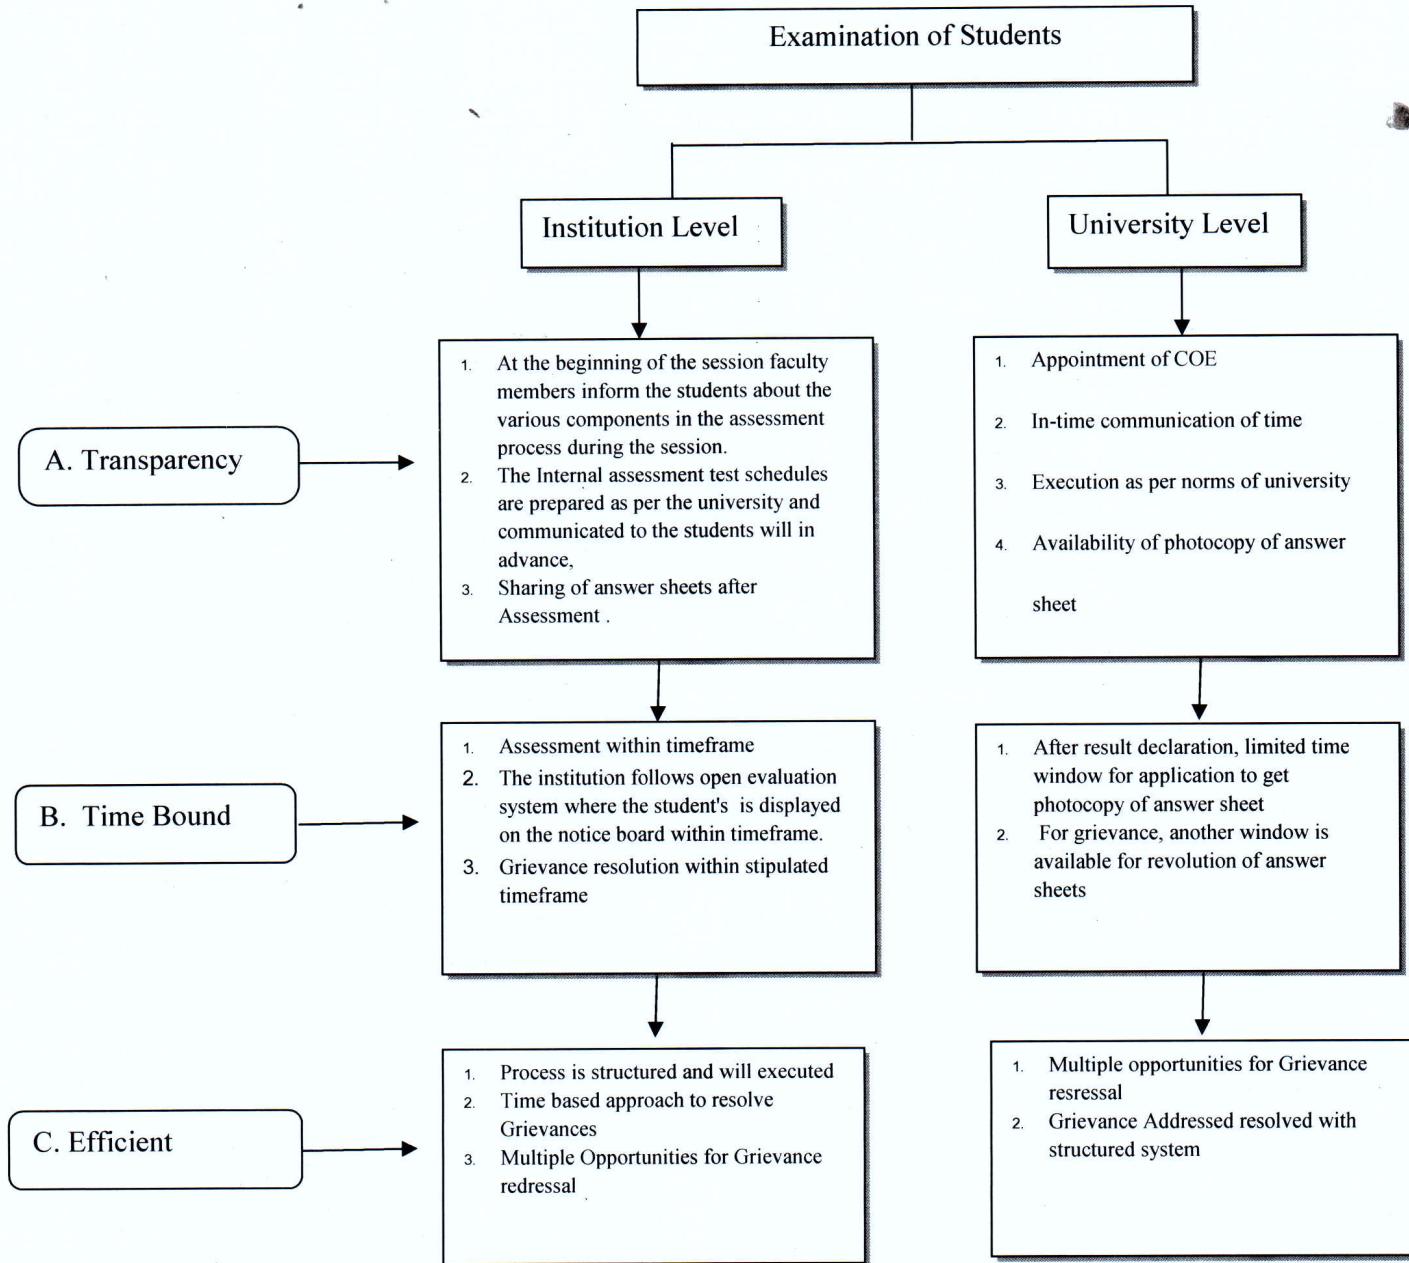 Examination of Students
Institution Level
University Level
A. Transparency
1. At the beginning of the session faculty
members inform the students about the
various components in the assessment
process during the session.
2. The Internal assessment test schedules
are prepared as per the university and
communicated to the students will in
advance,
3. Sharing of answer sheets after
Assessment .
1. Appointment of COE
2. In-time communication of time
3. Execution as per norms of university
4. Availability of photocopy of answer
sheet
B. Time Bound
1. Assessment within timeframe
2. The institution follows open evaluation
system where the student's is displayed
on the notice board within timeframe.
3. Grievance resolution within stipulated
timeframe
1. After result declaration, limited time
window for application to get
photocopy of answer sheet
2. For grievance, another window is
available for revolution of answer
sheets
C. Efficient
1. Process is structured and will executed
2. Time based approach to resolve
Grievances
3. Multiple Opportunities for Grievance
redressal
1. Multiple opportunities for Grievance
resressal
2. Grievance Addressed resolved with
structured system